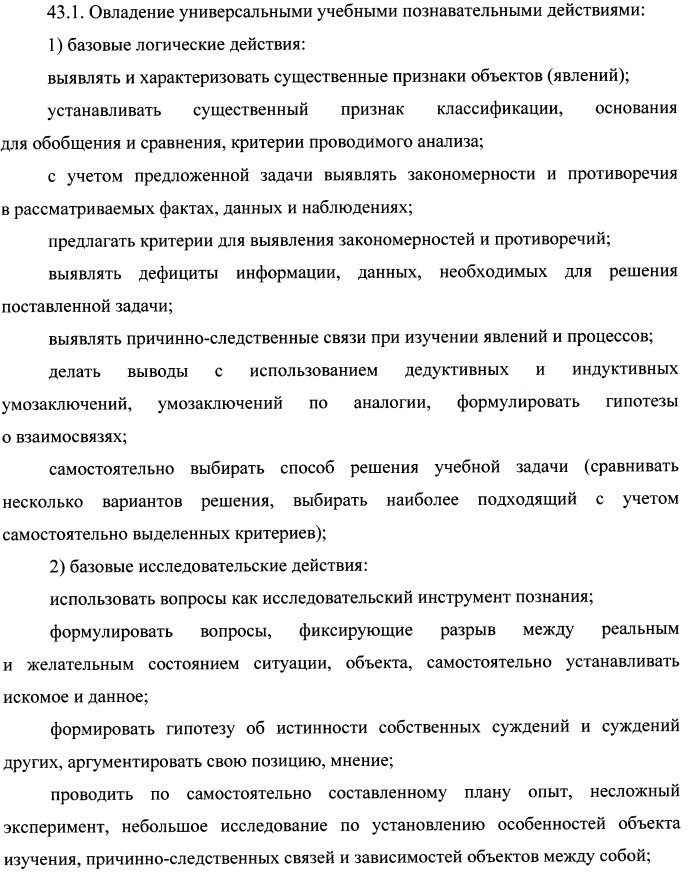 43.1. Овладение универсальными учебными познавательными действиями:
1) базовые логические действия:
выявлять и характеризовать существенные признаки объектов (явлений);
устанавливать существенный признак классификации, основания
для обобщения и сравнения, критерии проводимого анализа;
с учетом предложенной задачи выявлять закономерности и противоречия
в рассматриваемых фактах, данных и наблюдениях;
предлагать критерии для выявления закономерностей и противоречий;
выявлять дефициты информации, данных, необходимых для решения
поставленной задачи;
выявлять причинно-следственные связи при изучении явлений и процессов;
делать выводы с использованием дедуктивных и индуктивных
умозаключений, умозаключений по аналогии, формулировать гипотезы
о взаимосвязях;
самостоятельно выбирать способ решения учебной задачи (сравнивать
несколько вариантов решения, выбирать наиболее подходящий с учетом
самостоятельно выделенных критериев);
2) базовые исследовательские действия:
использовать вопросы как исследовательский инструмент познания;
формулировать вопросы, фиксирующие разрыв между реальным
и желательным состоянием ситуации, объекта, самостоятельно устанавливать
искомое и данное;
формировать гипотезу об истинности собственных суждений и суждений
других, аргументировать свою позицию, мнение;
проводить по самостоятельно составленному плану опыт, несложный
эксперимент, небольшое исследование по установлению особенностей объекта
изучения, причинно-следственных связей и зависимостей объектов между собой;